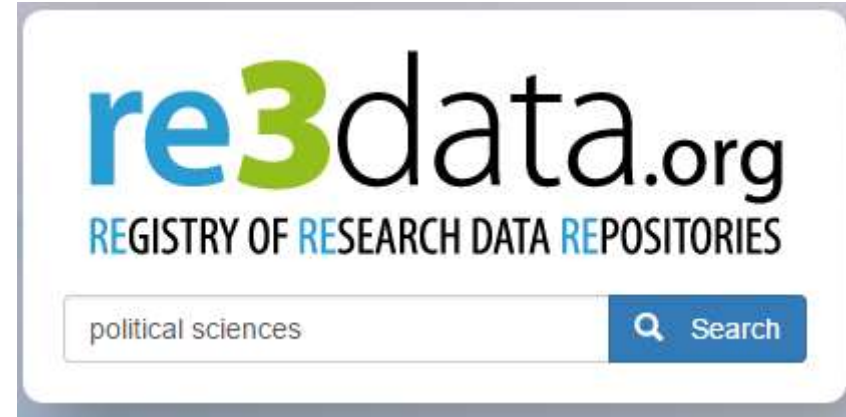 re3data.org
REGISTRY OF RESEARCH DATA REPOSITORIES
political sciences Search